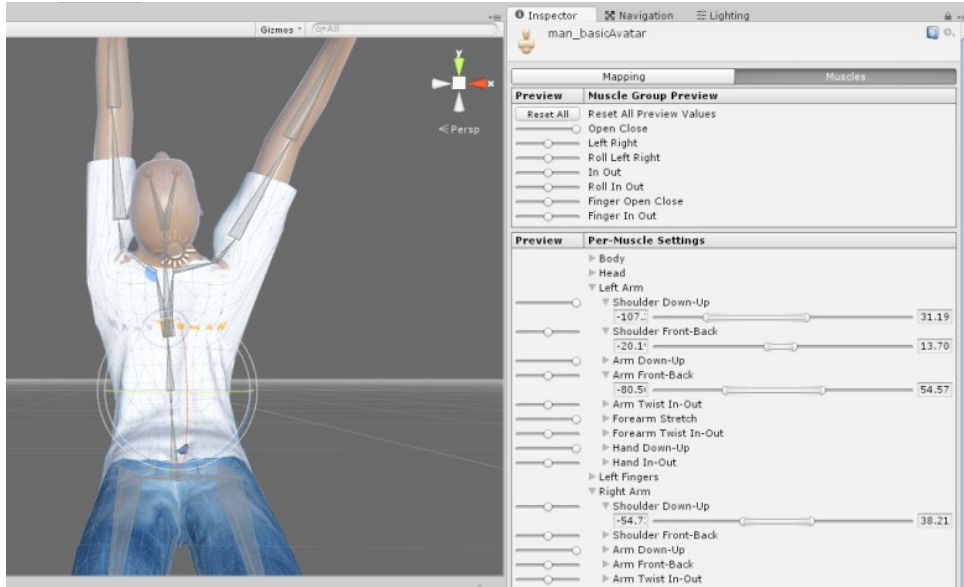 Gizmos
All
y
x
Persp
Inspector
Navigation
Lighting
man_basicAvatar
Mapping
Muscles
Preview
Muscle Group Preview
Reset All
Reset All Preview Values
Open Close
Left Right
Roll Left Right
In Out
Roll In Out
Finger Open Close
Finger In Out
Preview
Per-Muscle Settings
Body
Head
Left Arm
Shoulder Down-Up
-107.. 31.19
Shoulder Front-Back
13.70
Arm Down-Up
Arm Front-Back
54.57
Arm Twist In-Out
Forearm Stretch
Forearm Twist In-Out
Hand Down-Up
Hand In-Out
Left Fingers
Right Arm
Shoulder Down-Up
38.21
Shoulder Front-Back
Arm Down-Up
Arm Front-Back
Arm Twist In-Out